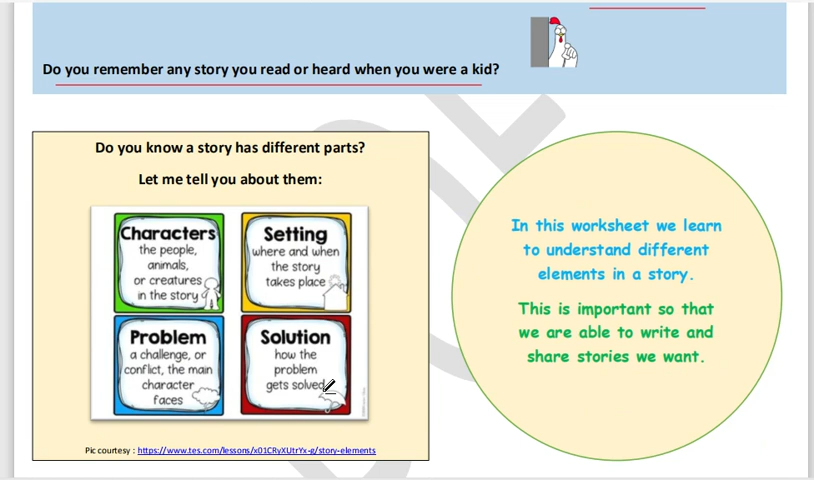 Do you remember any story you read or heard when you were a kid?
Do you know a story has different parts?
Let me tell you about them:
Characters
the people,
animals,
or creatures
in the story
Setting
where and when
the story
takes place
Problem
a challenge, or
conflict, the main
character
faces
Solution
how the
problem
gets solved
Pic courtesy : https://www.tes.com/lessons/x01CRyXUtrYx-g/story-elements
In this worksheet we learn
to understand different
elements in a story.
This is important so that
we are able to write and
share stories we want.